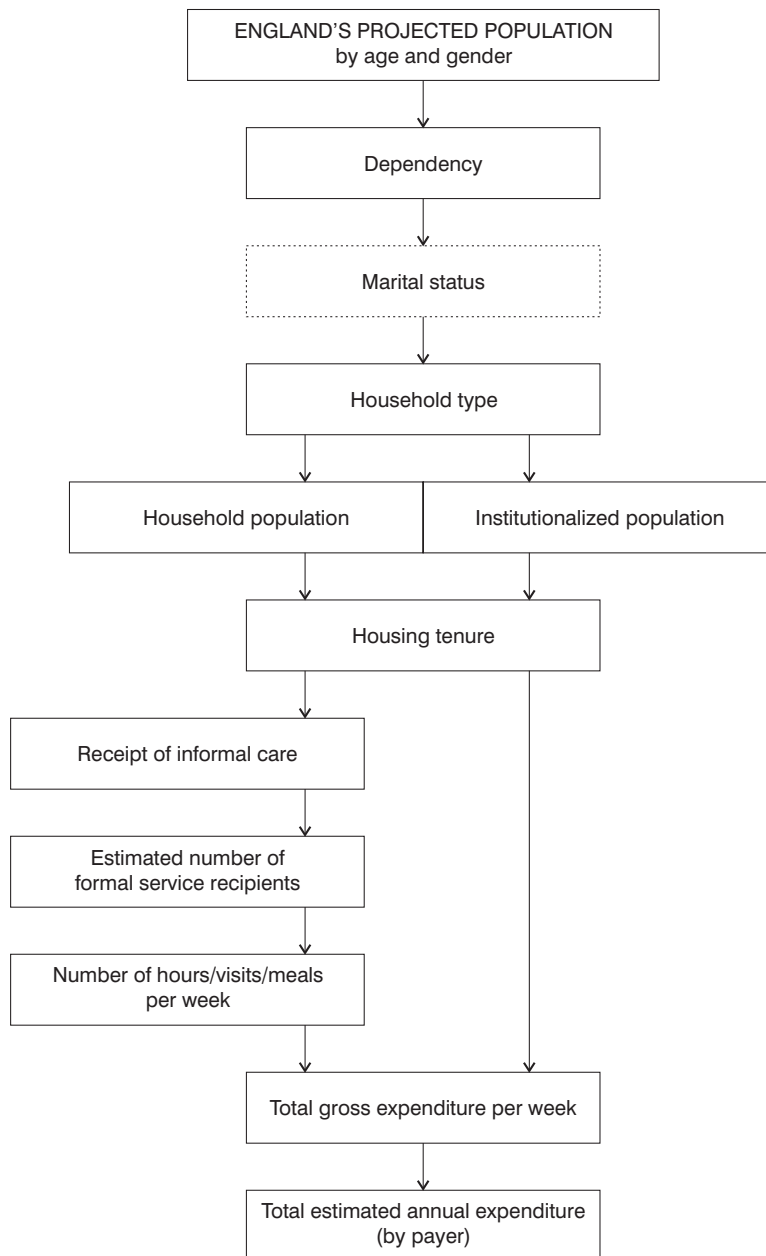 ENGLAND'S PROJECTED POPULATION
by age and gender
Dependency
Marital status
Household type
Household population
Institutionalized population
Housing tenure
Receipt of informal care
Estimated number of
formal service recipients
Number of hours/visits/meals
per week
Total gross expenditure per week
Total estimated annual expenditure
(by payer)